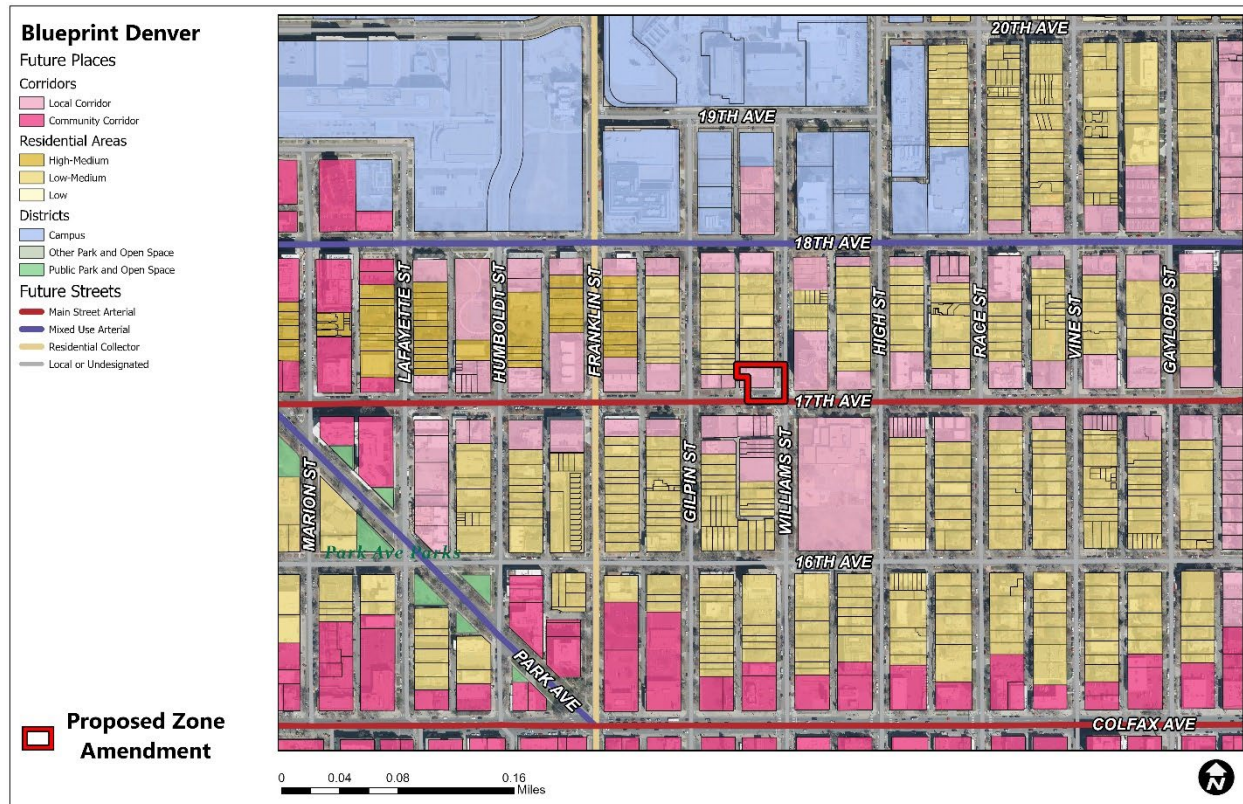 Blueprint Denver
Future Places
Corridors
Local Corridor
Community Corridor
Residential Areas
High-Medium
Low-Medium
Low
Districts
Campus
Other Park and Open Space
Public Park and Open Space
Future Streets
Main Street Arterial
Mixed Use Arterial
Residential Collector
Local or Undesignated
Proposed Zone
Amendment
20TH AVE
19TH AVE
18TH AVE
LAFAYETTE ST
HUMBOLDT ST
FRANKLIN ST
HIGH ST
RACE ST
VINE ST
GAYLORD ST
17TH AVE
MARION ST
GILPIN ST
WILLIAMS ST
Park Ave Parks
16TH AVE
PARK AVE
COLFAX AVE
0 0.04 0.08 0.16
Miles
N